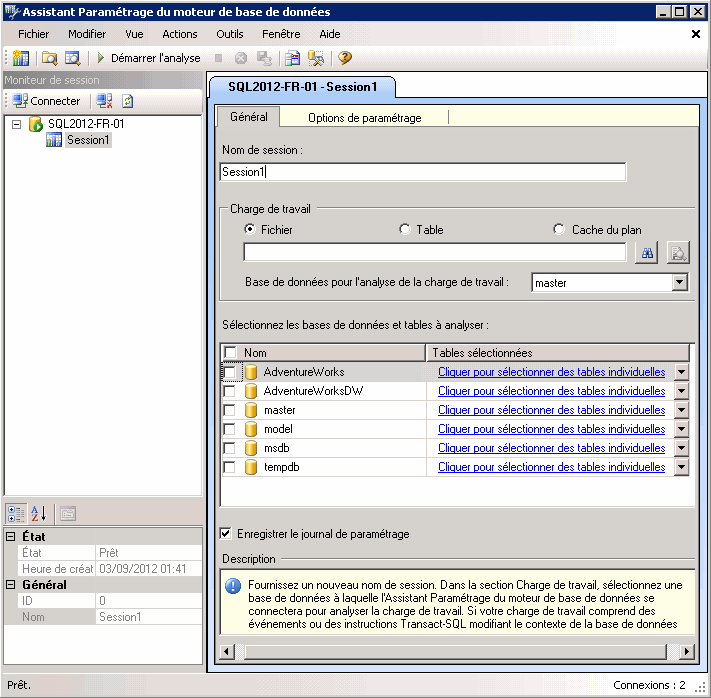 Assistant Paramétrage du moteur de base de données
Fichier Modifier Vue Actions Outils Fenêtre Aide
Démarrer l'analyse
Moniteur de session
Connecter
SQL2012-FR-01
Session1
État
État Prêt
Heure de créat 03/09/2012 01:41
Général
ID 0
Nom Session1
SQL2012-FR-01 - Session1
Général Options de paramétrage
Nom de session :
Session1
Charge de travail
Fichier Table Cache du plan
Base de données pour l'analyse de la charge de travail : master
Sélectionnez les bases de données et tables à analyser :
Nom Tables sélectionnées
AdventureWorks Cliquer pour sélectionner des tables individuelles
AdventureWorksDW Cliquer pour sélectionner des tables individuelles
master Cliquer pour sélectionner des tables individuelles
model Cliquer pour sélectionner des tables individuelles
msdb Cliquer pour sélectionner des tables individuelles
tempdb Cliquer pour sélectionner des tables individuelles
Enregistrer le journal de paramétrage
Description
Fournissez un nouveau nom de session. Dans la section Charge de travail, sélectionnez une
base de données à laquelle l'Assistant Paramétrage du moteur de base de données se
connectera pour analyser la charge de travail. Si votre charge de travail comprend des
événements ou des instructions Transact-SQL modifiant le contexte de la base de données
Prêt. Connexions : 2